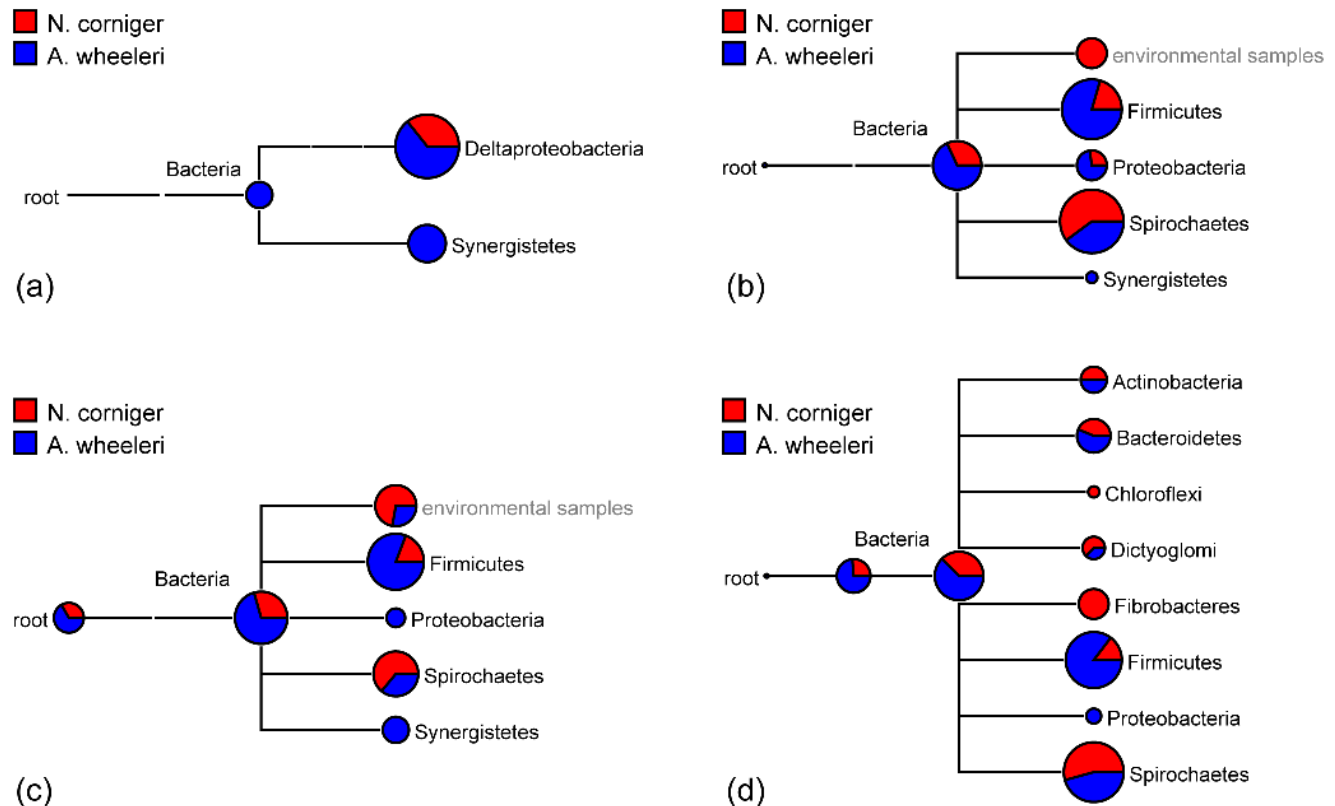 N. corniger
A. wheeleri
Bacteria
root
Deltaproteobacteria
Synergistetes
(a)
N. corniger
A. wheeleri
environmental samples
Firmicutes
Bacteria
root
Proteobacteria
Spirochaetes
Synergistetes
(b)
N. corniger
A. wheeleri
environmental samples
Firmicutes
Bacteria
root
Proteobacteria
Spirochaetes
Synergistetes
(c)
N. corniger
A. wheeleri
Actinobacteria
Bacteroidetes
Chloroflexi
Dictyoglomi
Bacteria
root
Fibrobacteres
Firmicutes
Proteobacteria
Spirochaetes
(d)